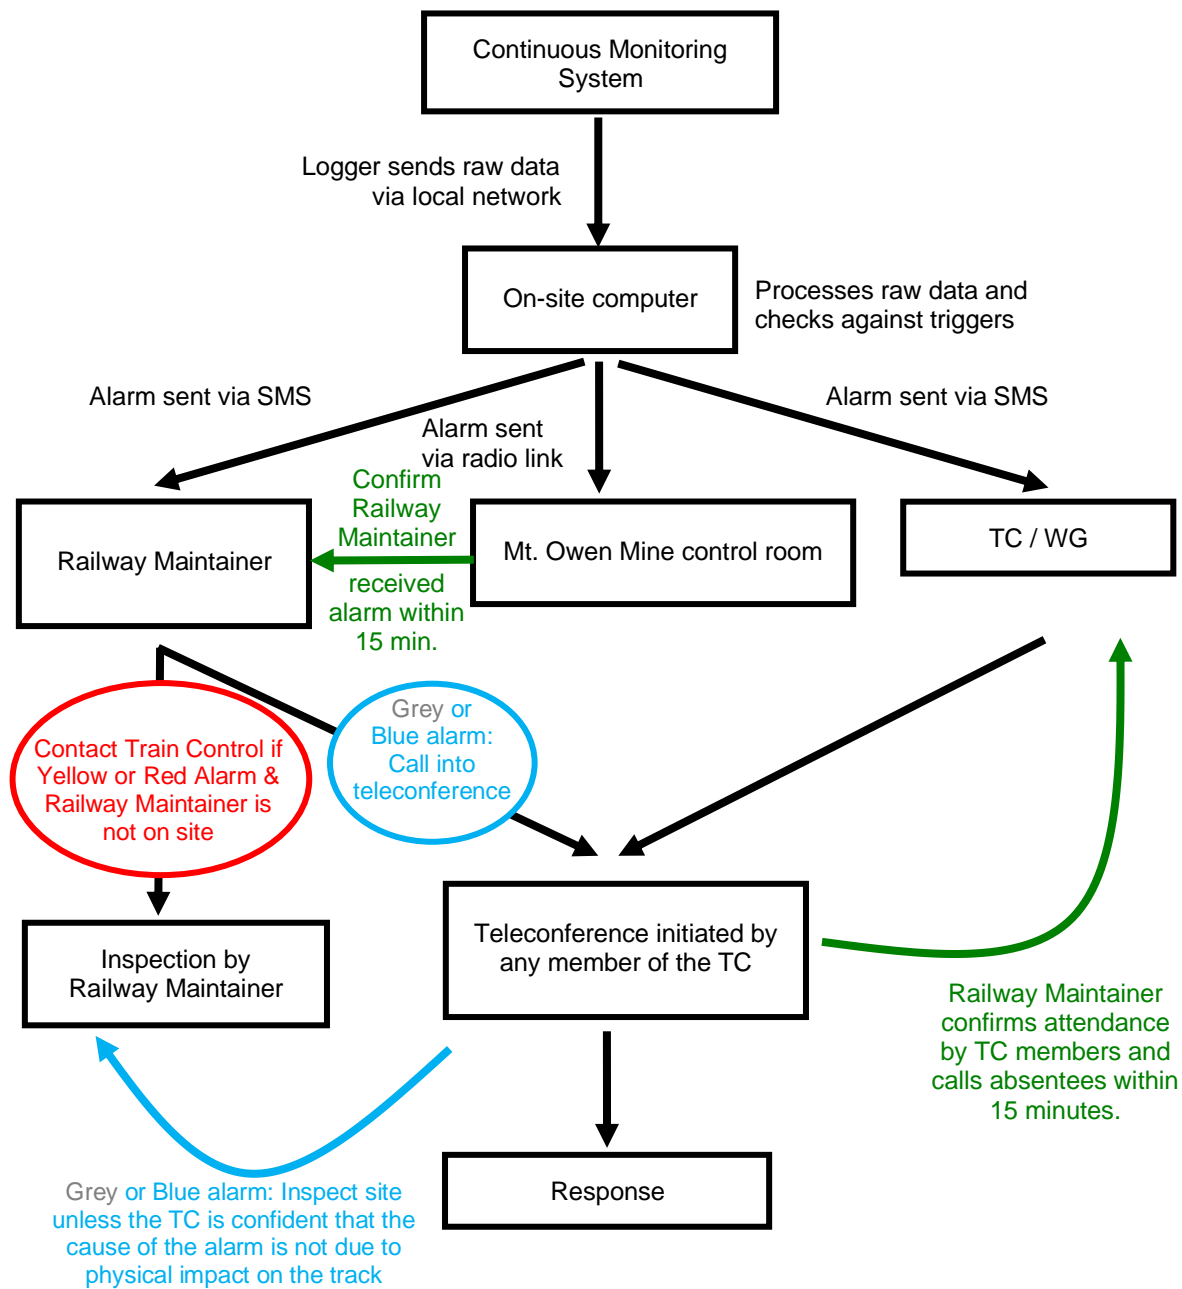 Continuous Monitoring
System
Logger sends raw data
via local network
On-site computer
Processes raw data and
checks against triggers
Alarm sent via SMS
Alarm sent
via radio link
Alarm sent via SMS
Railway Maintainer
Confirm
Railway
Maintainer
received
alarm within
15 min.
Mt. Owen Mine control room
TC / WG
Contact Train Control if
Yellow or Red Alarm &
Railway Maintainer is
not on site
Grey or
Blue alarm:
Call into
teleconference
Inspection by
Railway Maintainer
Teleconference initiated by
any member of the TC
Railway Maintainer
confirms attendance
by TC members and
calls absentees within
15 minutes.
Grey or Blue alarm: Inspect site
unless the TC is confident that the
cause of the alarm is not due to
physical impact on the track
Response